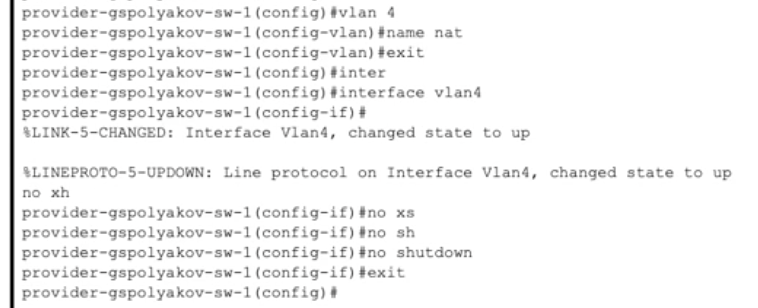 provider-gspolyakov-sw-1(config)#vlan 4
provider-gspolyakov-sw-1(config-vlan)#name nat
provider-gspolyakov-sw-1(config-vlan)#exit
provider-gspolyakov-sw-1(config)#inter
provider-gspolyakov-sw-1(config)#interface vlan4
provider-gspolyakov-sw-1(config-if)#
%LINK-5-CHANGED: Interface Vlan4, changed state to up
%LINEPROTO-5-UPDOWN: Line protocol on Interface Vlan4, changed state to up
no xh
provider-gspolyakov-sw-1(config-if)#no xs
provider-gspolyakov-sw-1(config-if)#no sh
provider-gspolyakov-sw-1(config-if)#no shutdown
provider-gspolyakov-sw-1(config-if)#exit
provider-gspolyakov-sw-1(config)#